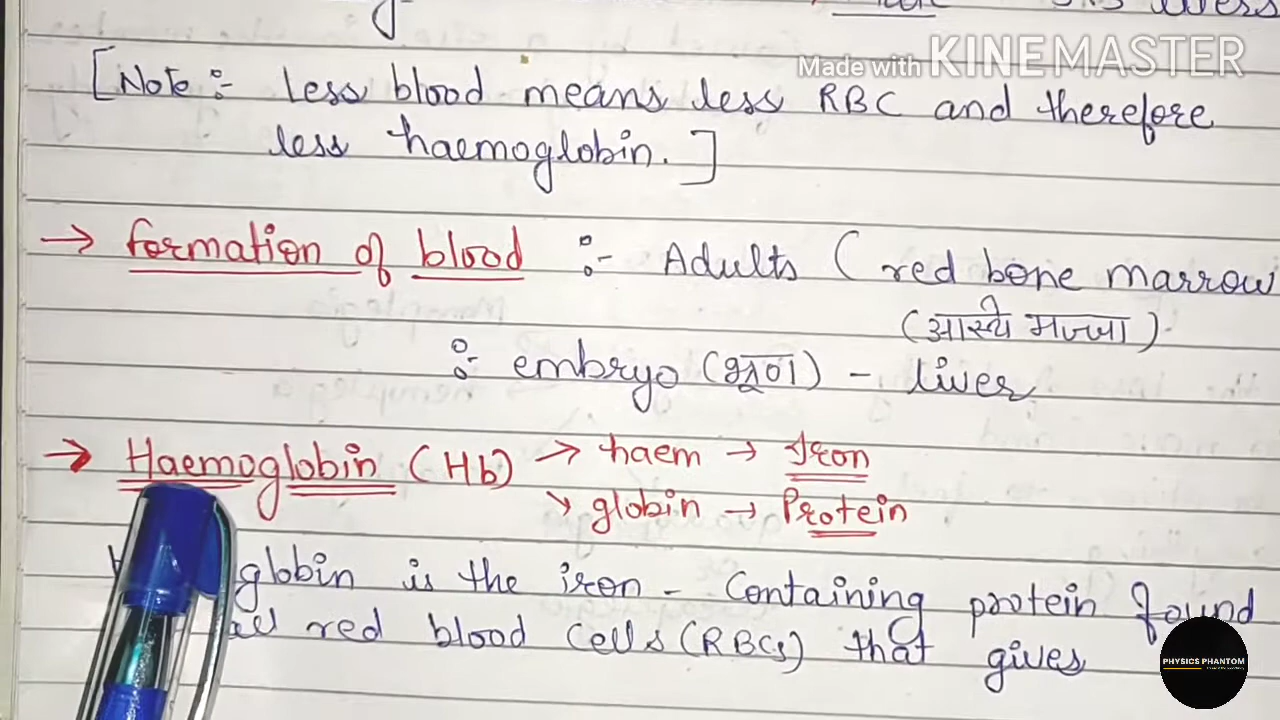 Made with KINEMASTER
[Note :- less blood means less RBC and therefore
less haemoglobin.]
→ formation of blood :- Adults ( red bone marrow
(आस्थि मज्जा)
:- embryo (भ्रूण) - liver
→ Haemoglobin (Hb) → haem → Iron
↘ globin → Protein
globin is the iron - Containing protein found
red blood cells (RBCs) that gives
PHYSICS PHANTOM